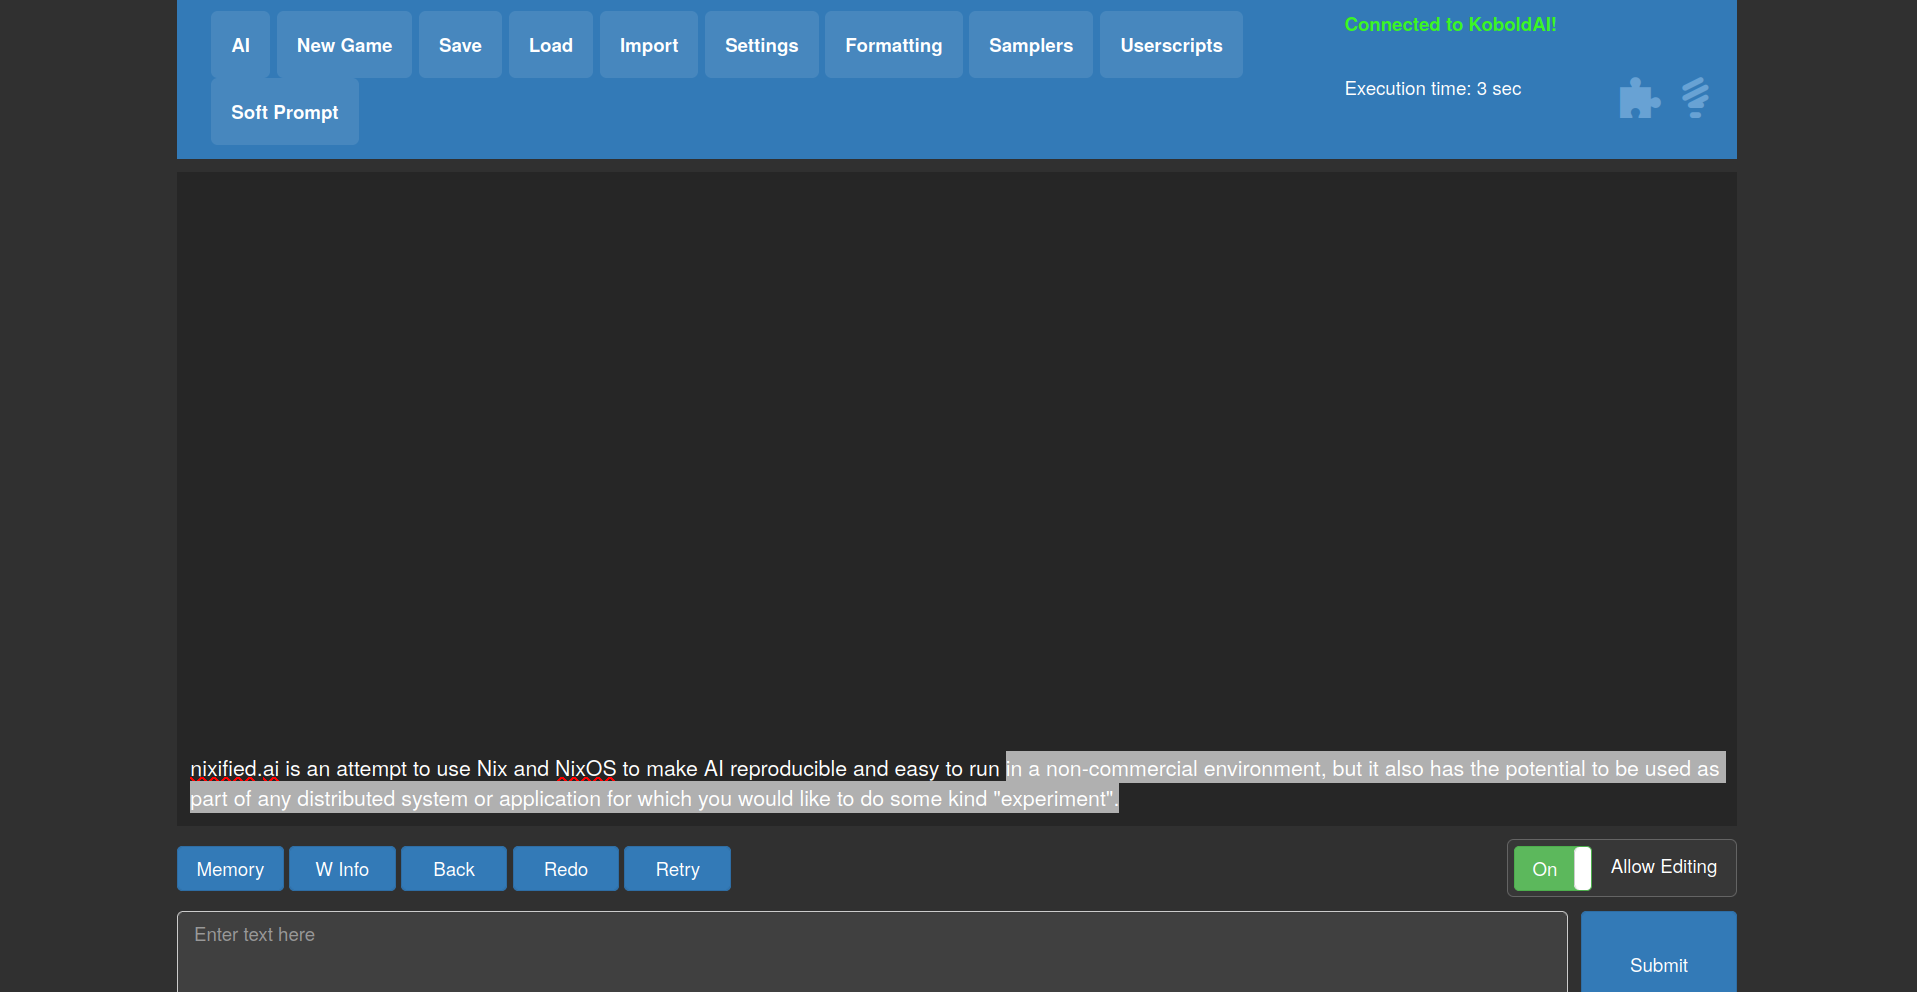 AI New Game Save Load Import Settings Formatting Samplers Userscripts
Soft Prompt
Connected to KoboldAI!
Execution time: 3 sec
nixified.ai is an attempt to use Nix and NixOS to make AI reproducible and easy to run in a non-commercial environment, but it also has the potential to be used as
part of any distributed system or application for which you would like to do some kind "experiment".
Memory W Info Back Redo Retry On Allow Editing
Enter text here
Submit